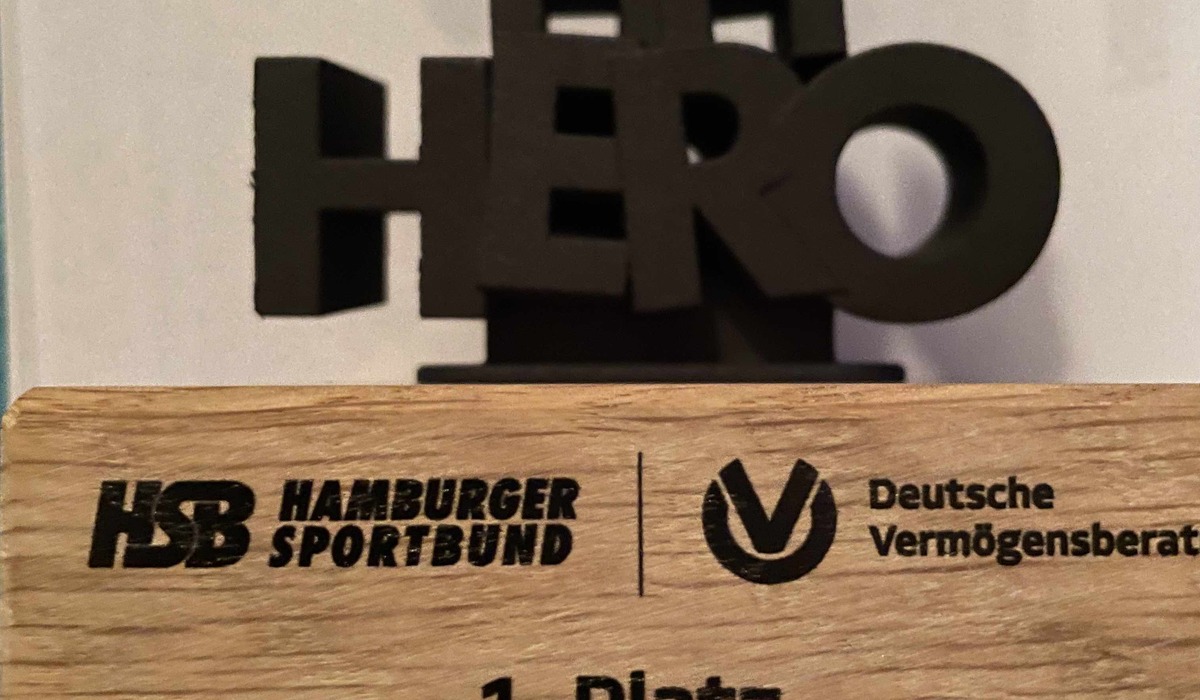 HERO
HSB HAMBURGER
SPORTBUND
Deutsche
Vermögensberat
1. Platz